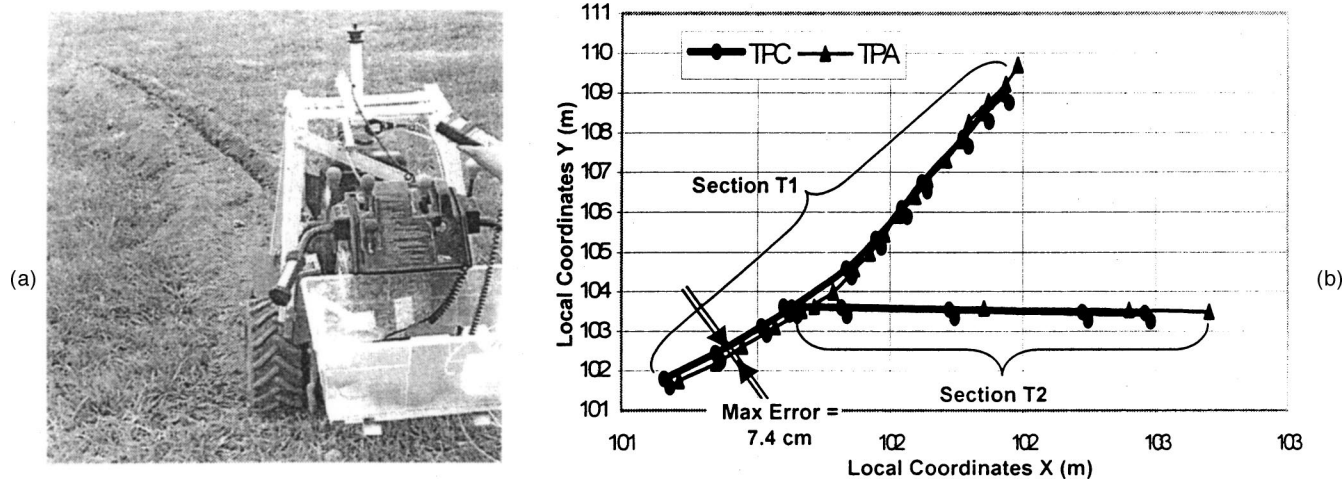 (a)
111
110
109
108
107
106
105
104
103
102
101
Local Coordinates Y (m)
TPC TPA
Section T1
Section T2
Max Error =
7.4 cm
101 102 102 103 103
Local Coordinates X (m)
(b)